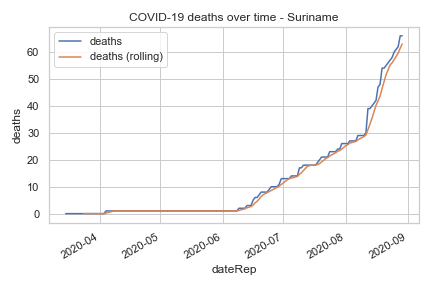 COVID-19 deaths over time - Suriname
deaths
deaths (rolling)
deaths
60
50
40
30
20
10
0
2020-04
2020-05
2020-06
2020-07
2020-08
2020-09
dateRep